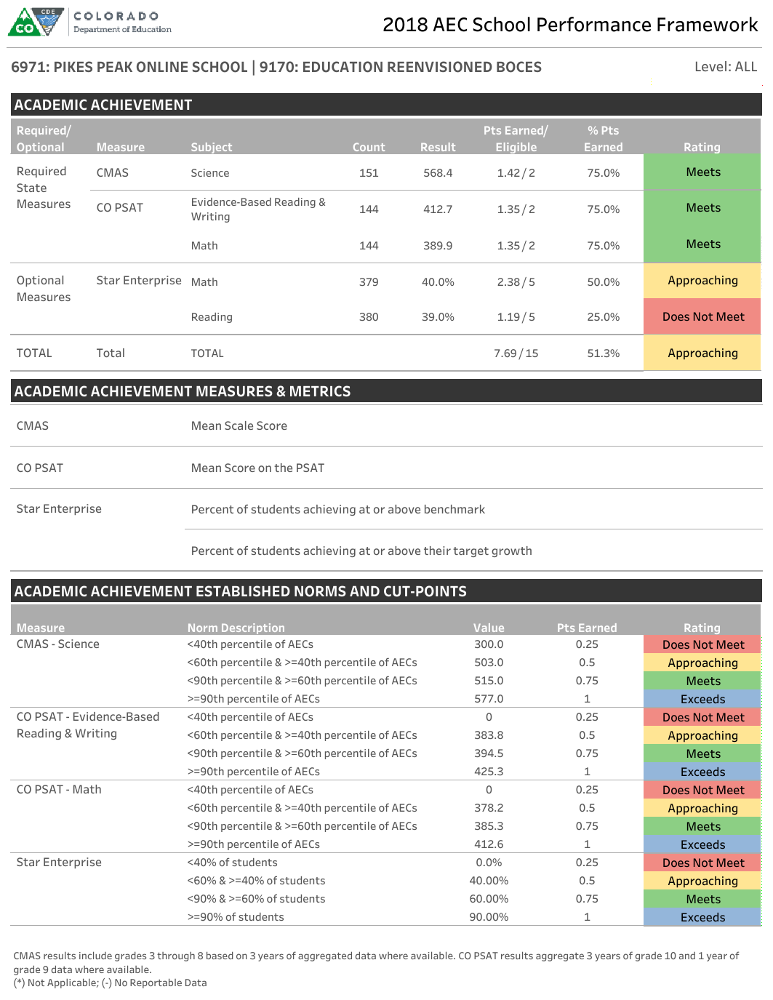 CDE
CO
COLORADO
Department of Education
2018 AEC School Performance Framework
6971: PIKES PEAK ONLINE SCHOOL | 9170: EDUCATION REENVISIONED BOCES Level: ALL
ACADEMIC ACHIEVEMENT
Required/ Optional Measure Subject Count Result Pts Earned/ Eligible % Pts Earned Rating
Required State Measures CMAS Science 151 568.4 1.42 / 2 75.0% Meets
CO PSAT Evidence-Based Reading & Writing 144 412.7 1.35 / 2 75.0% Meets
Math 144 389.9 1.35 / 2 75.0% Meets
Optional Measures Star Enterprise Math 379 40.0% 2.38 / 5 50.0% Approaching
Reading 380 39.0% 1.19 / 5 25.0% Does Not Meet
TOTAL Total TOTAL 7.69 / 15 51.3% Approaching
ACADEMIC ACHIEVEMENT MEASURES & METRICS
CMAS Mean Scale Score
CO PSAT Mean Score on the PSAT
Star Enterprise Percent of students achieving at or above benchmark
Percent of students achieving at or above their target growth
ACADEMIC ACHIEVEMENT ESTABLISHED NORMS AND CUT-POINTS
Measure Norm Description Value Pts Earned Rating
CMAS - Science <40th percentile of AECs 300.0 0.25 Does Not Meet
<60th percentile & >=40th percentile of AECs 503.0 0.5 Approaching
<90th percentile & >=60th percentile of AECs 515.0 0.75 Meets
>=90th percentile of AECs 577.0 1 Exceeds
CO PSAT - Evidence-Based <40th percentile of AECs 0 0.25 Does Not Meet
Reading & Writing <60th percentile & >=40th percentile of AECs 383.8 0.5 Approaching
<90th percentile & >=60th percentile of AECs 394.5 0.75 Meets
>=90th percentile of AECs 425.3 1 Exceeds
CO PSAT - Math <40th percentile of AECs 0 0.25 Does Not Meet
<60th percentile & >=40th percentile of AECs 378.2 0.5 Approaching
<90th percentile & >=60th percentile of AECs 385.3 0.75 Meets
>=90th percentile of AECs 412.6 1 Exceeds
Star Enterprise <40% of students 0.0% 0.25 Does Not Meet
<60% & >=40% of students 40.00% 0.5 Approaching
<90% & >=60% of students 60.00% 0.75 Meets
>=90% of students 90.00% 1 Exceeds
CMAS results include grades 3 through 8 based on 3 years of aggregated data where available. CO PSAT results aggregate 3 years of grade 10 and 1 year of
grade 9 data where available.
(*) Not Applicable; (-) No Reportable Data